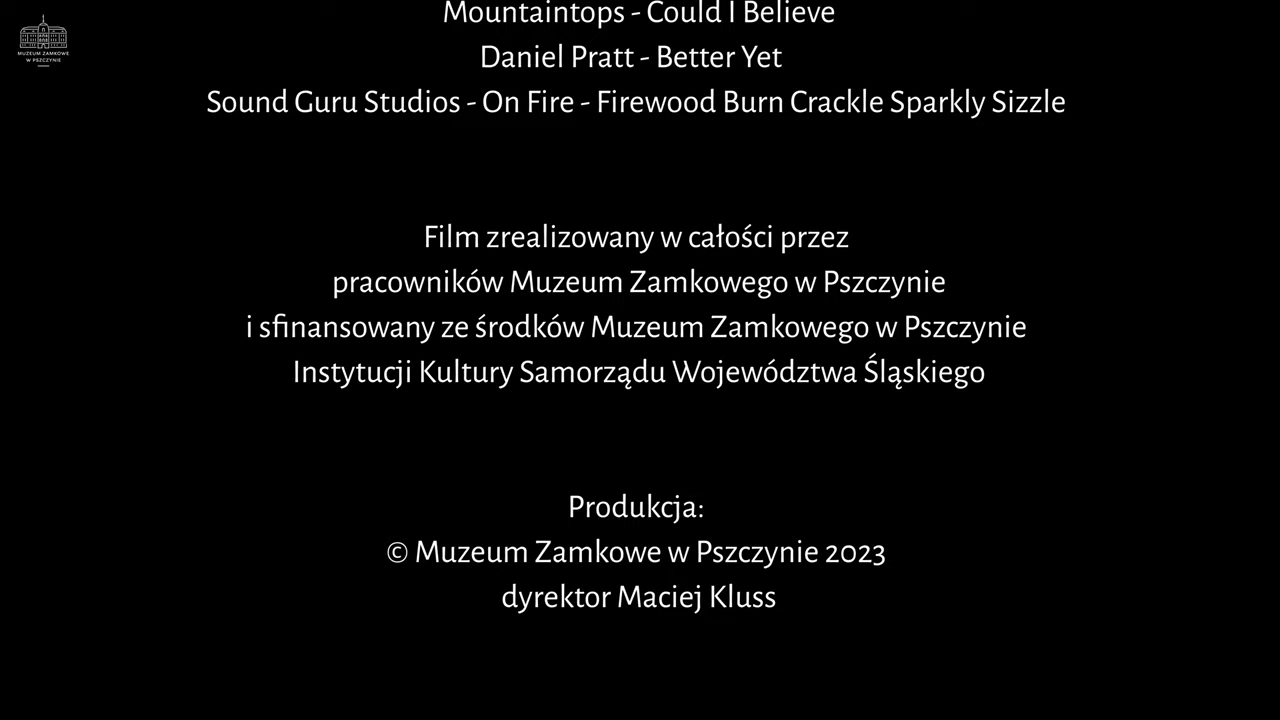 MUZEUM ZAMKOWE
W PSZCZYNIE
Mountaintops - Could I Believe
Daniel Pratt - Better Yet
Sound Guru Studios - On Fire - Firewood Burn Crackle Sparkly Sizzle
Film zrealizowany w całości przez
pracowników Muzeum Zamkowego w Pszczynie
i sfinansowany ze środków Muzeum Zamkowego w Pszczynie
Instytucji Kultury Samorządu Województwa Śląskiego
Produkcja:
© Muzeum Zamkowe w Pszczynie 2023
dyrektor Maciej Kluss